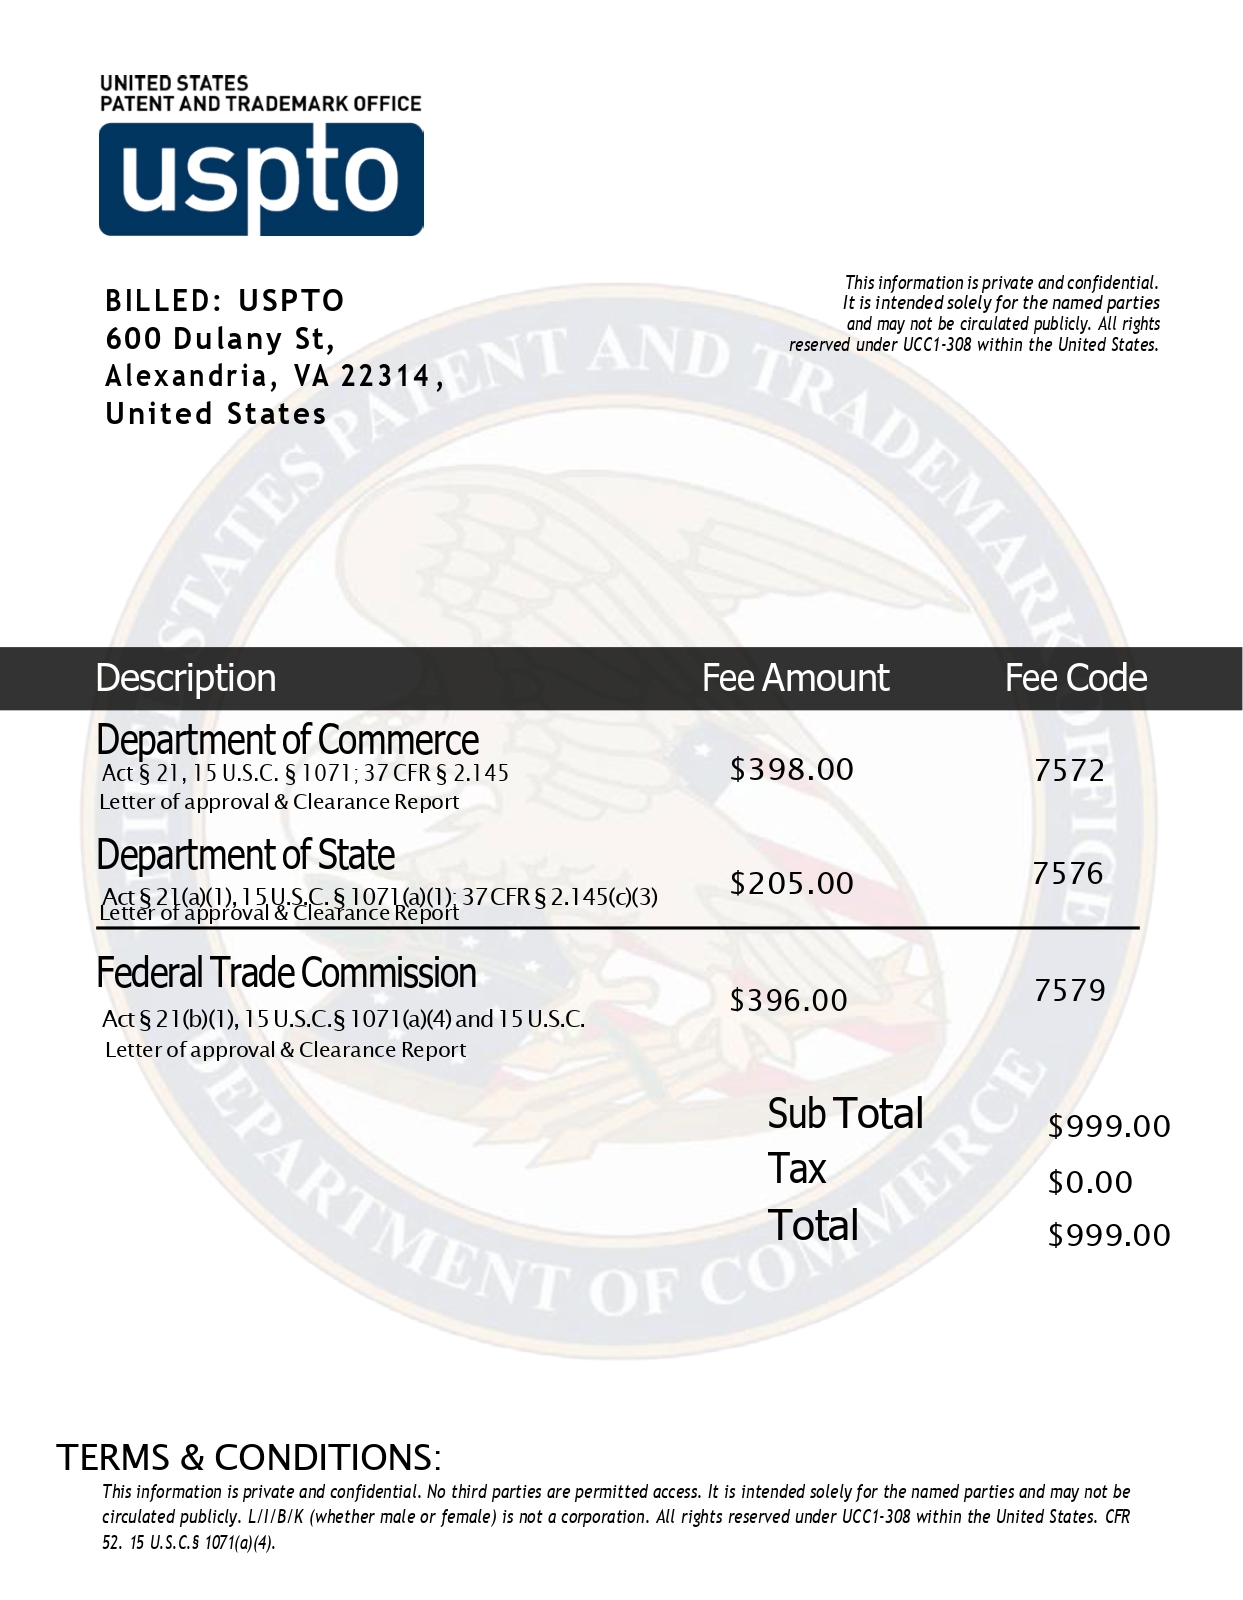 UNITED STATES
PATENT AND TRADEMARK OFFICE
uspto
BILLED: USPTO
600 Dulany St,
Alexandria, VA 22314,
United States
This information is private and confidential.
It is intended solely for the named parties
and may not be circulated publicly. All rights
reserved under UCC1-308 within the United States.
STATES PATENT AND TRADEMARK OFFICE
Description Fee Amount Fee Code
Department of Commerce
Act § 21, 15 U.S.C. § 1071; 37 CFR § 2.145
Letter of approval & Clearance Report
$398.00 7572
Department of State
Act § 21(a)(1), 15 U.S.C. § 1071(a)(1); 37 CFR § 2.145(c)(3)
Letter of approval & Clearance Report
$205.00 7576
Federal Trade Commission
Act § 21(b)(1), 15 U.S.C.§ 1071(a)(4) and 15 U.S.C.
Letter of approval & Clearance Report
$396.00 7579
Sub Total $999.00
Tax $0.00
Total $999.00
DEPARTMENT OF COMMERCE
TERMS & CONDITIONS:
This information is private and confidential. No third parties are permitted access. It is intended solely for the named parties and may not be
circulated publicly. L/I/B/K (whether male or female) is not a corporation. All rights reserved under UCC1-308 within the United States. CFR
52. 15 U.S.C.§ 1071(a)(4).